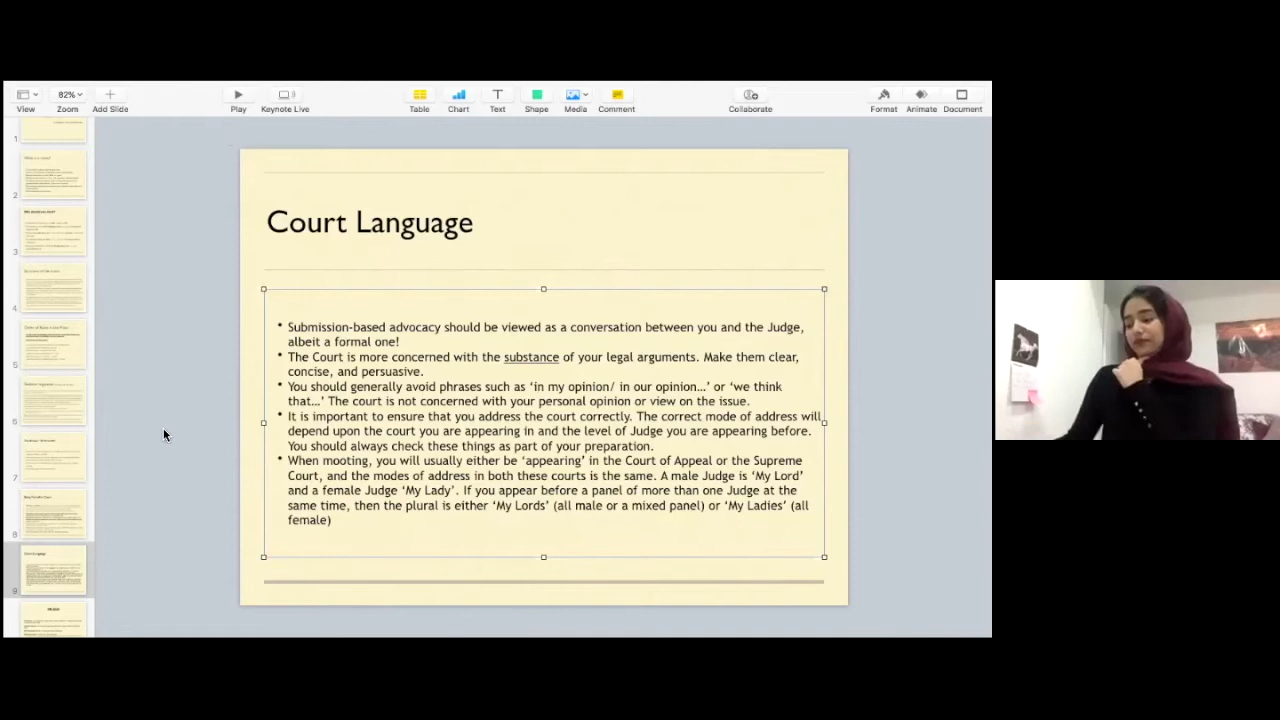 82%
View
Zoom
Add Slide
Play
Keynote Live
Table
Chart
Text
Shape
Media
Comment
Collaborate
Format
Animate
Document
1
2
3
4
5
6
7
8
9
Court Language
• Submission-based advocacy should be viewed as a conversation between you and the Judge,
albeit a formal one!
• The Court is more concerned with the substance of your legal arguments. Make them clear,
concise, and persuasive.
• You should generally avoid phrases such as ‘in my opinion/ in our opinion…’ or ‘we think
that…’ The court is not concerned with your personal opinion or view on the issue.
• It is important to ensure that you address the court correctly. The correct mode of address will
depend upon the court you are appearing in and the level of Judge you are appearing before.
You should always check these things as part of your preparation.
• When mooting, you will usually either be ‘appearing’ in the Court of Appeal or the Supreme
Court, and the modes of address in both these courts is the same. A male Judge is ‘My Lord’
and a female Judge ‘My Lady’. If you appear before a panel of more than one Judge at the
same time, then the plural is either ‘My Lords’ (all male or a mixed panel) or ‘My Ladies’ (all
female)